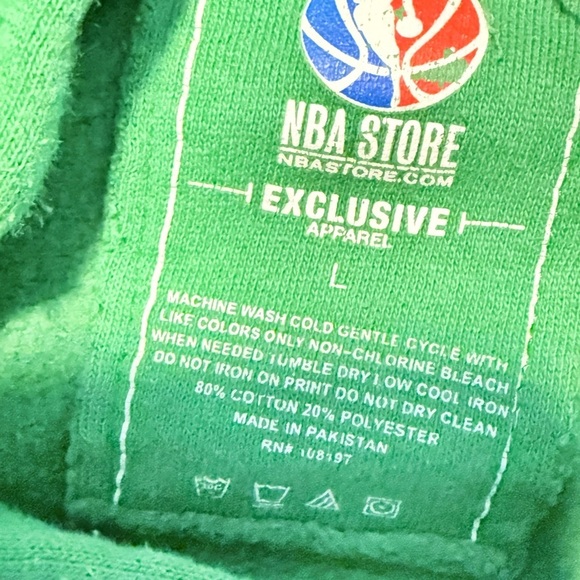 NBA STORE
NBASTORE.COM
EXCLUSIVE
APPAREL
L
MACHINE WASH COLD GENTLE CYCLE WITH
LIKE COLORS ONLY NON-CHLORINE BLEACH
WHEN NEEDED TUMBLE DRY LOW COOL IRON
DO NOT IRON ON PRINT DO NOT DRY CLEAN
80% COTTON 20% POLYESTER
MADE IN PAKISTAN
RN# 108197